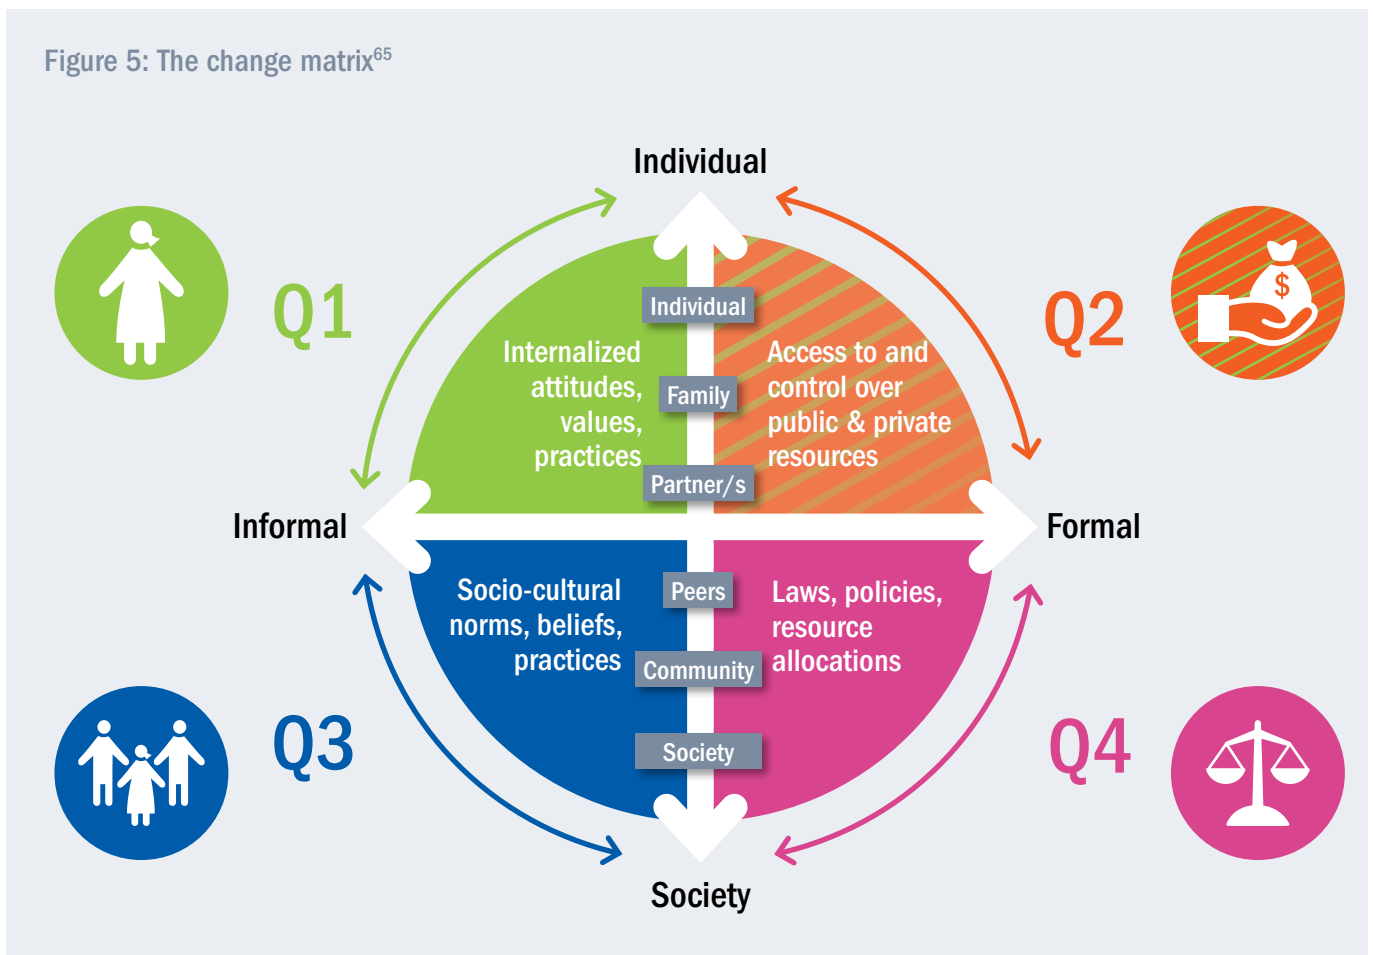 Figure 5: The change matrix65
Individual
Q1
Q2
$
Individual
Internalized
attitudes,
values,
practices
Family
Access to and
control over
public & private
resources
Partner/s
Informal
Formal
Socio-cultural
norms, beliefs,
practices
Peers
Laws, policies,
resource
allocations
Community
Society
Q3
Q4
Society